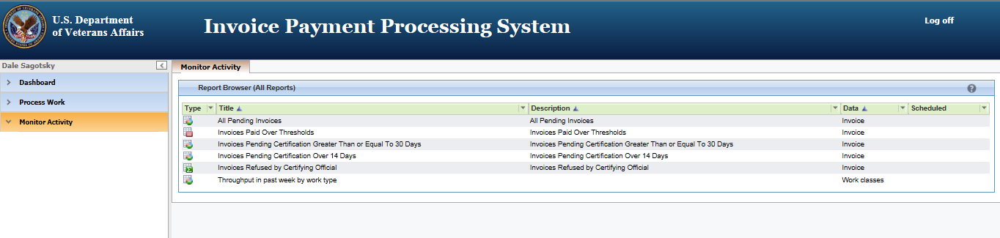 U.S. Department
of Veterans Affairs
Invoice Payment Processing System
Log off
Dale Sagotsky
Dashboard
Process Work
Monitor Activity
Monitor Activity
Report Browser (All Reports)
Type Title Description Data Scheduled
All Pending Invoices All Pending Invoices Invoice
Invoices Paid Over Thresholds Invoices Paid Over Thresholds Invoice
Invoices Pending Certification Greater Than or Equal To 30 Days Invoices Pending Certification Greater Than or Equal To 30 Days Invoice
Invoices Pending Certification Over 14 Days Invoices Pending Certification Over 14 Days Invoice
Invoices Refused by Certifying Official Invoices Refused by Certifying Official Invoice
Throughput in past week by work type Work classes